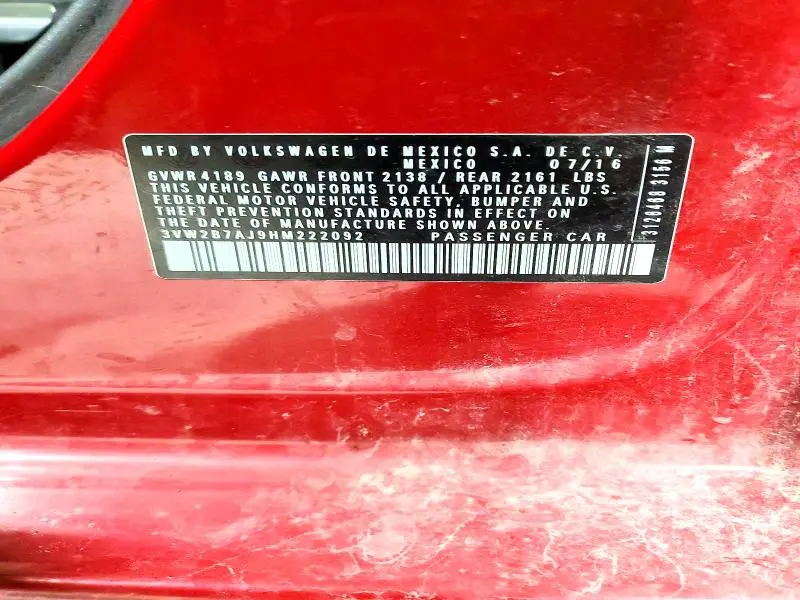 MFD BY VOLKSWAGEN DE MEXICO S.A. DE C.V.
MEXICO 07/16
GVWR 4189 GAWR FRONT 2138 / REAR 2161 LBS
THIS VEHICLE CONFORMS TO ALL APPLICABLE U.S.
FEDERAL MOTOR VEHICLE SAFETY, BUMPER AND
THEFT PREVENTION STANDARDS IN EFFECT ON
THE DATE OF MANUFACTURE SHOWN ABOVE.
3VW2B7AJ9HM222092 PASSENGER CAR
3126468 3156 M